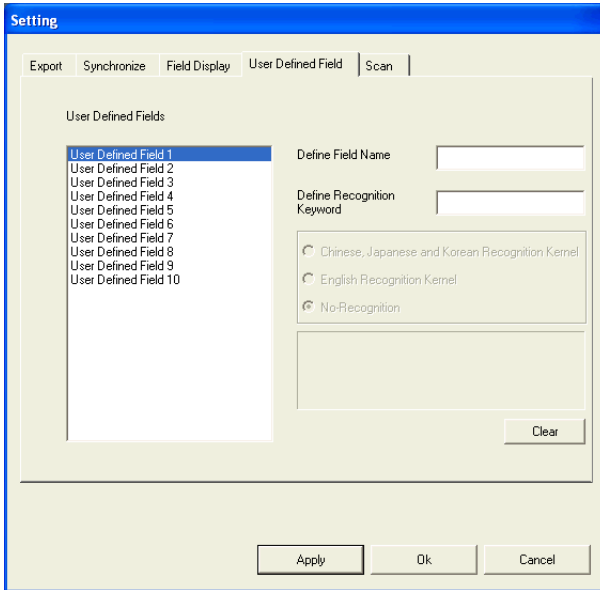 Setting
Export Synchronize Field Display User Defined Field Scan
User Defined Fields
User Defined Field 1
User Defined Field 2
User Defined Field 3
User Defined Field 4
User Defined Field 5
User Defined Field 6
User Defined Field 7
User Defined Field 8
User Defined Field 9
User Defined Field 10
Define Field Name
Define Recognition
Keyword
Chinese, Japanese and Korean Recognition Kernel
English Recognition Kernel
No-Recognition
Clear
Apply Ok Cancel